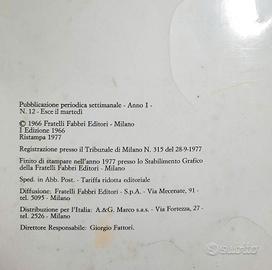 Pubblicazione periodica settimanale - Anno I -
N. 12 - Esce il martedì
© 1966 Fratelli Fabbri Editori - Milano
I Edizione 1966
Ristampa 1977
Registrazione presso il Tribunale di Milano N. 315 del 28-9-1977
Finito di stampare nell'anno 1977 presso lo Stabilimento Grafico
della Fratelli Fabbri Editori - Milano
Sped. in Abb. Post. - Tariffa ridotta editoriale
Diffusione: Fratelli Fabbri Editori - S.p.A. - Via Mecenate, 91 -
tel. 5095 - Milano
Distribuzione per l'Italia: A.&G. Marco s.a.s. - Via Fortezza, 27 -
tel. 2526 - Milano
Direttore Responsabile: Giorgio Fattori.
Subito